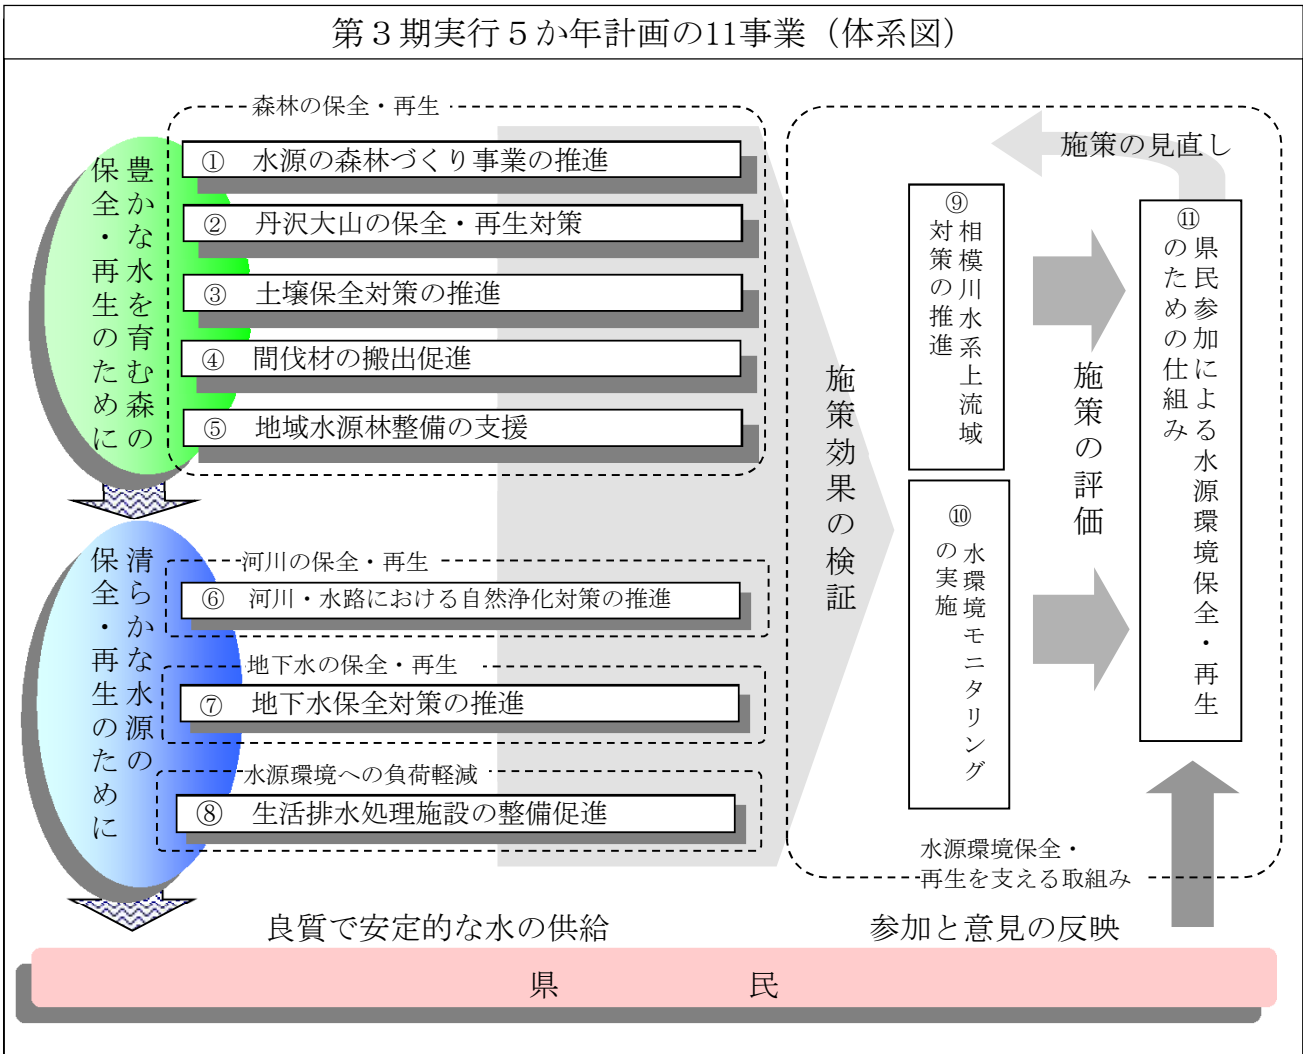 第３期実行５か年計画の11事業（体系図）
豊かな水を育む森の
保全・再生のために
森林の保全・再生
① 水源の森林づくり事業の推進
② 丹沢大山の保全・再生対策
③ 土壌保全対策の推進
④ 間伐材の搬出促進
⑤ 地域水源林整備の支援
清らかな水源の
保全・再生のために
河川の保全・再生
⑥ 河川・水路における自然浄化対策の推進
地下水の保全・再生
⑦ 地下水保全対策の推進
水源環境への負荷軽減
⑧ 生活排水処理施設の整備促進
施策効果の検証
⑨ 相模川水系上流域
対策の推進
⑩ 水環境モニタリング
の実施
施策の評価
施策の見直し
⑪ 県民参加による水源環境保全・再生
のための仕組み
水源環境保全・
再生を支える取組み
良質で安定的な水の供給
参加と意見の反映
県 民